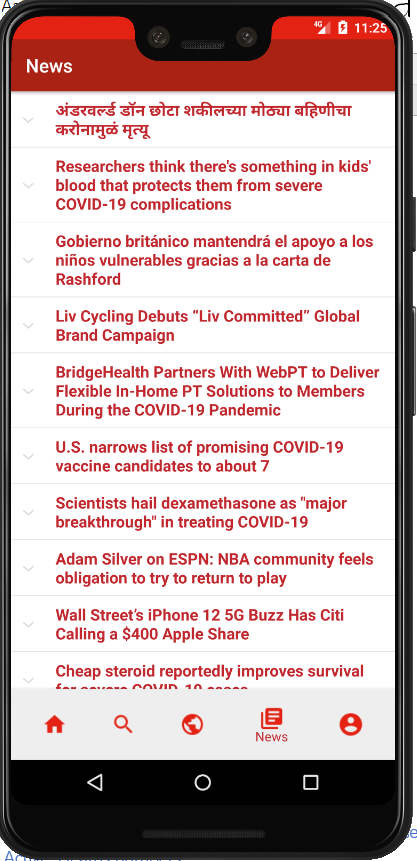 4G 11:25
News
अंडरवर्ल्ड डॉन छोटा शकीलच्या मोठ्या बहिणीचा
करोनामुळं मृत्यू
Researchers think there's something in kids'
blood that protects them from severe
COVID-19 complications
Gobierno británico mantendrá el apoyo a los
niños vulnerables gracias a la carta de
Rashford
Liv Cycling Debuts “Liv Committed” Global
Brand Campaign
BridgeHealth Partners With WebPT to Deliver
Flexible In-Home PT Solutions to Members
During the COVID-19 Pandemic
U.S. narrows list of promising COVID-19
vaccine candidates to about 7
Scientists hail dexamethasone as "major
breakthrough" in treating COVID-19
Adam Silver on ESPN: NBA community feels
obligation to try to return to play
Wall Street’s iPhone 12 5G Buzz Has Citi
Calling a $400 Apple Share
Cheap steroid reportedly improves survival
for severe COVID-19 cases
News